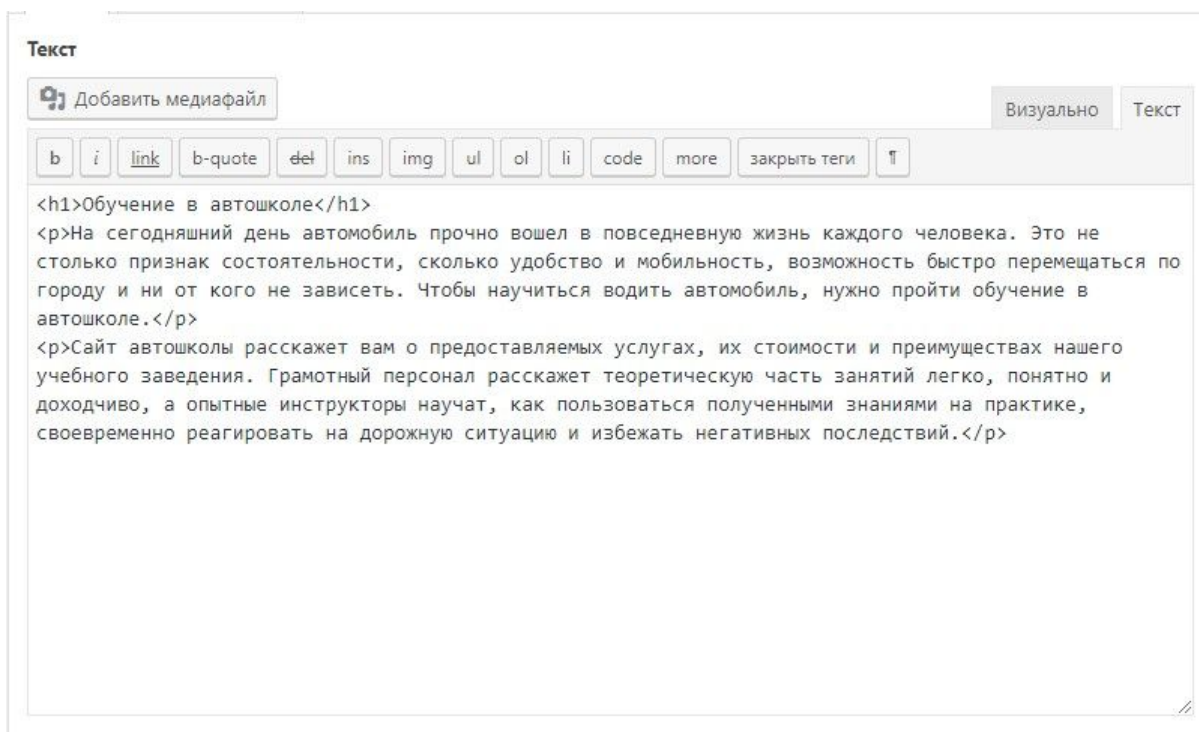 Текст
Добавить медиафайл
Визуально Текст
b i link b-quote del ins img ul ol li code more закрыть теги ¶
<h1>Обучение в автошколе</h1>
<p>На сегодняшний день автомобиль прочно вошел в повседневную жизнь каждого человека. Это не
столько признак состоятельности, сколько удобство и мобильность, возможность быстро перемещаться по
городу и ни от кого не зависеть. Чтобы научиться водить автомобиль, нужно пройти обучение в
автошколе.</p>
<p>Сайт автошколы расскажет вам о предоставляемых услугах, их стоимости и преимуществах нашего
учебного заведения. Грамотный персонал расскажет теоретическую часть занятий легко, понятно и
доходчиво, а опытные инструкторы научат, как пользоваться полученными знаниями на практике,
своевременно реагировать на дорожную ситуацию и избежать негативных последствий.</p>